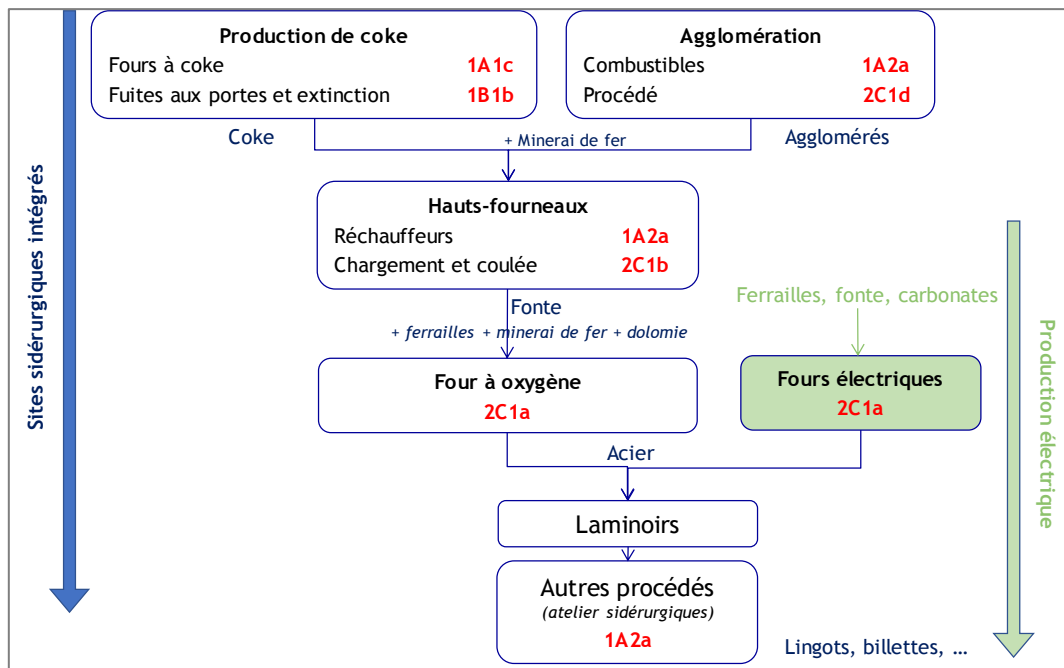 Sites sidérurgiques intégrés
Production de coke
Fours à coke 1A1c
Fuites aux portes et extinction 1B1b
Agglomération
Combustibles 1A2a
Procédé 2C1d
Coke
+ Minerai de fer
Agglomérés
Hauts-fourneaux
Réchauffeurs 1A2a
Chargement et coulée 2C1b
Fonte
+ ferrailles + minerai de fer + dolomie
Ferrailles, fonte, carbonates
Four à oxygène
2C1a
Fours électriques
2C1a
Production électrique
Acier
Laminoirs
Autres procédés
(atelier sidérurgiques)
1A2a
Lingots, billettes, …